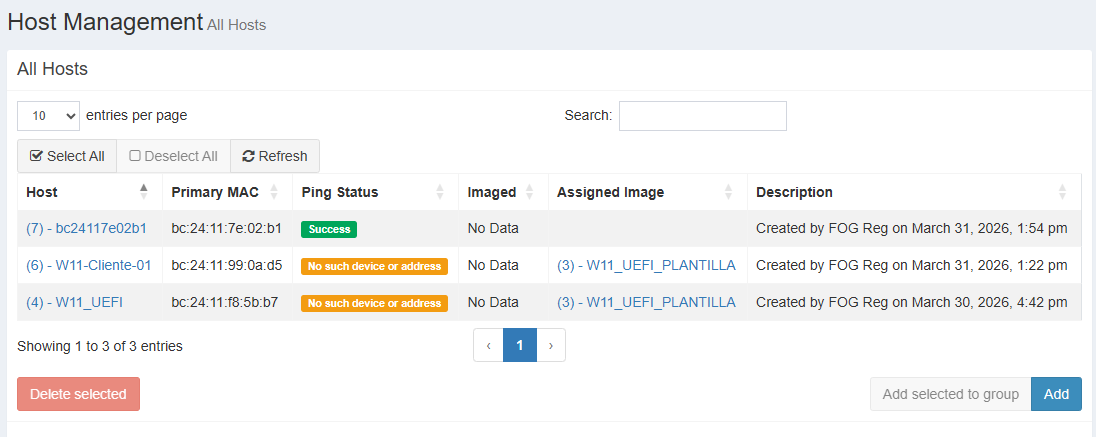 Host Management All Hosts
All Hosts
10 entries per page Search:
Select All Deselect All Refresh
Host Primary MAC Ping Status Imaged Assigned Image Description
(7) - bc24117e02b1 bc:24:11:7e:02:b1 Success No Data Created by FOG Reg on March 31, 2026, 1:54 pm
(6) - W11-Cliente-01 bc:24:11:99:0a:d5 No such device or address No Data (3) - W11_UEFI_PLANTILLA Created by FOG Reg on March 31, 2026, 1:22 pm
(4) - W11_UEFI bc:24:11:f8:5b:b7 No such device or address No Data (3) - W11_UEFI_PLANTILLA Created by FOG Reg on March 30, 2026, 4:42 pm
Showing 1 to 3 of 3 entries ‹ 1 ›
Delete selected Add selected to group Add